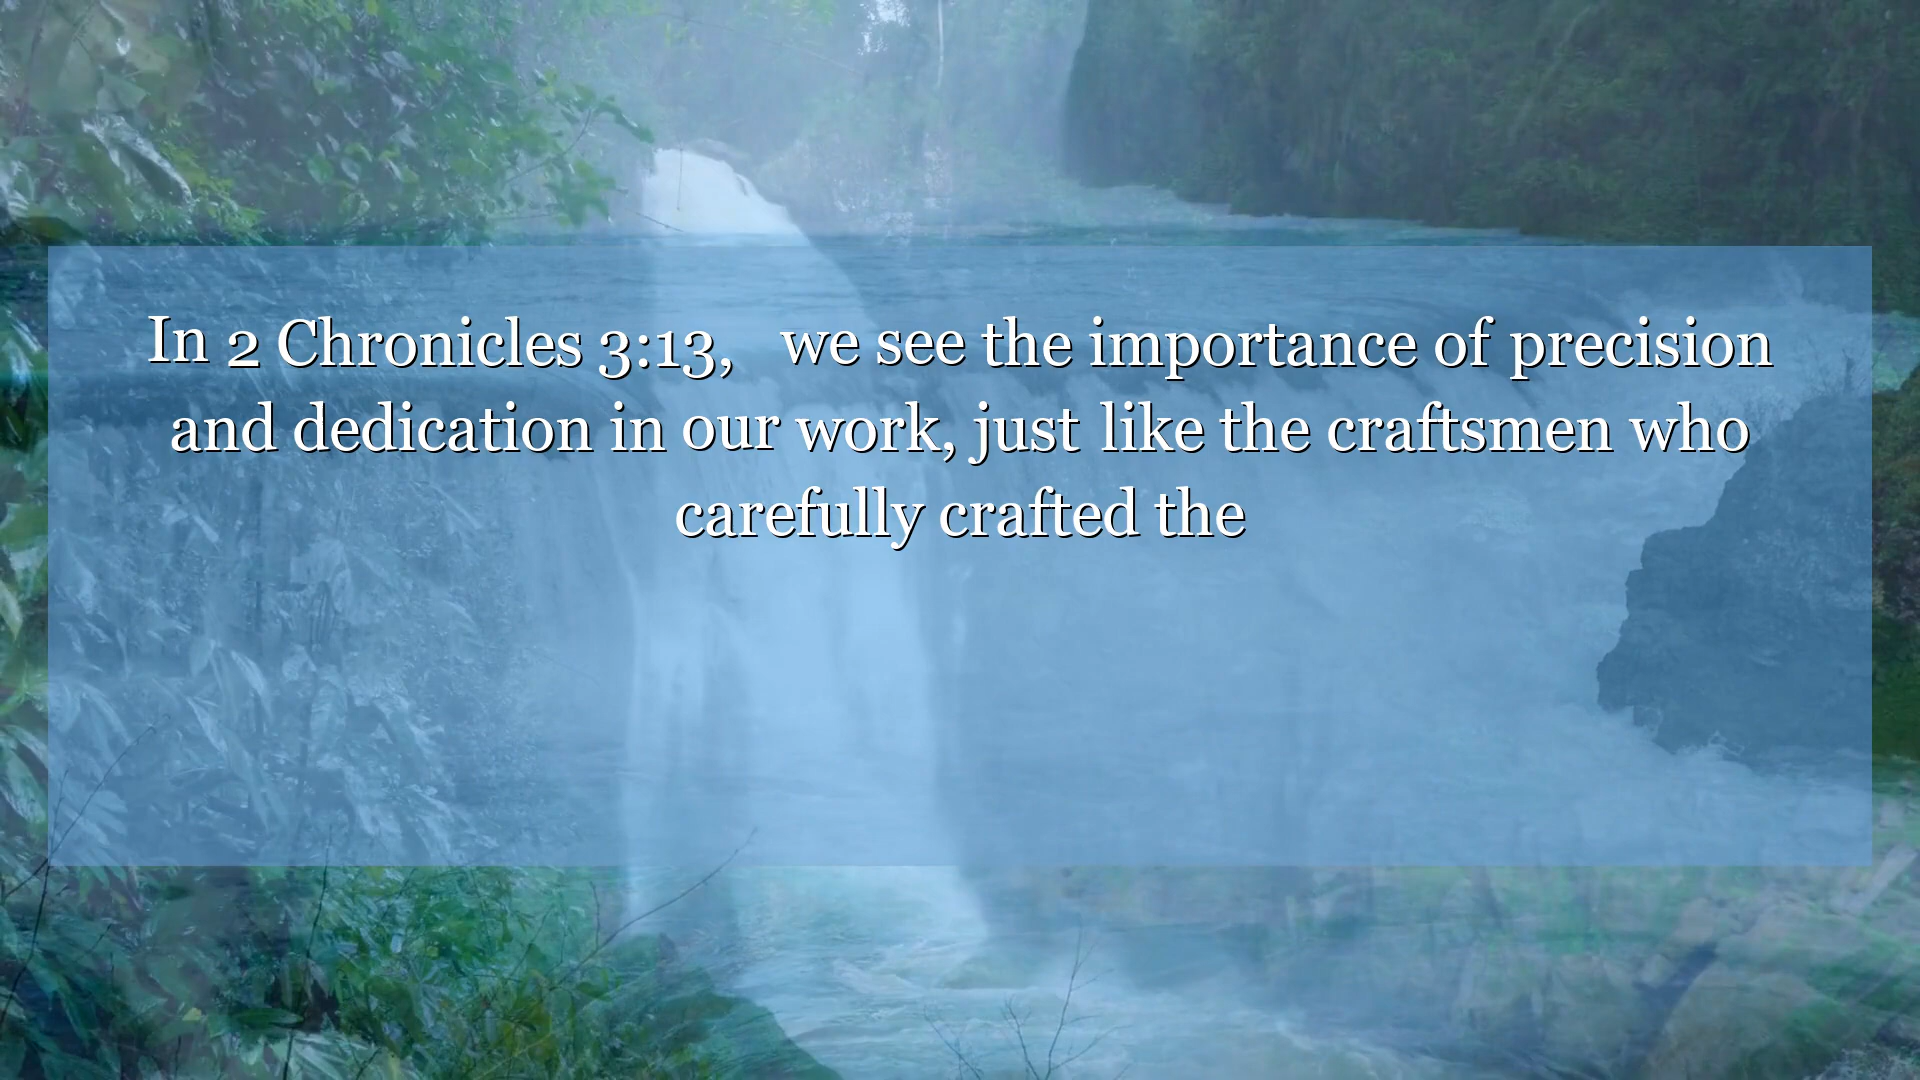 In 2 Chronicles 3:13, we see the importance of precision
and dedication in our work, just like the craftsmen who
carefully crafted the